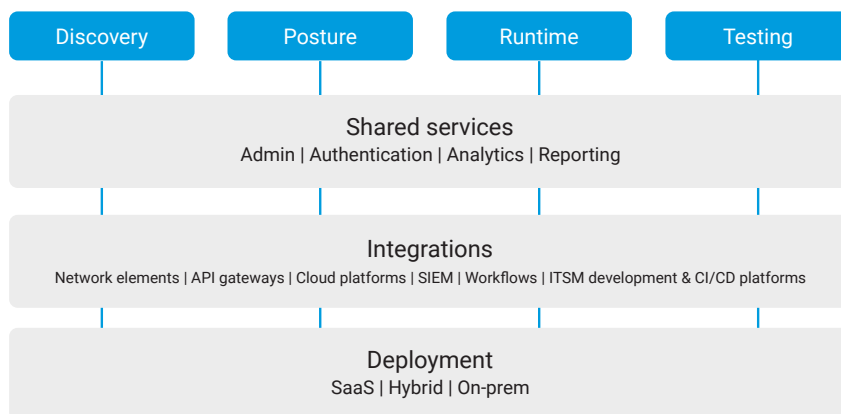 Discovery Posture Runtime Testing
Shared services
Admin | Authentication | Analytics | Reporting
Integrations
Network elements | API gateways | Cloud platforms | SIEM | Workflows | ITSM development & CI/CD platforms
Deployment
SaaS | Hybrid | On-prem